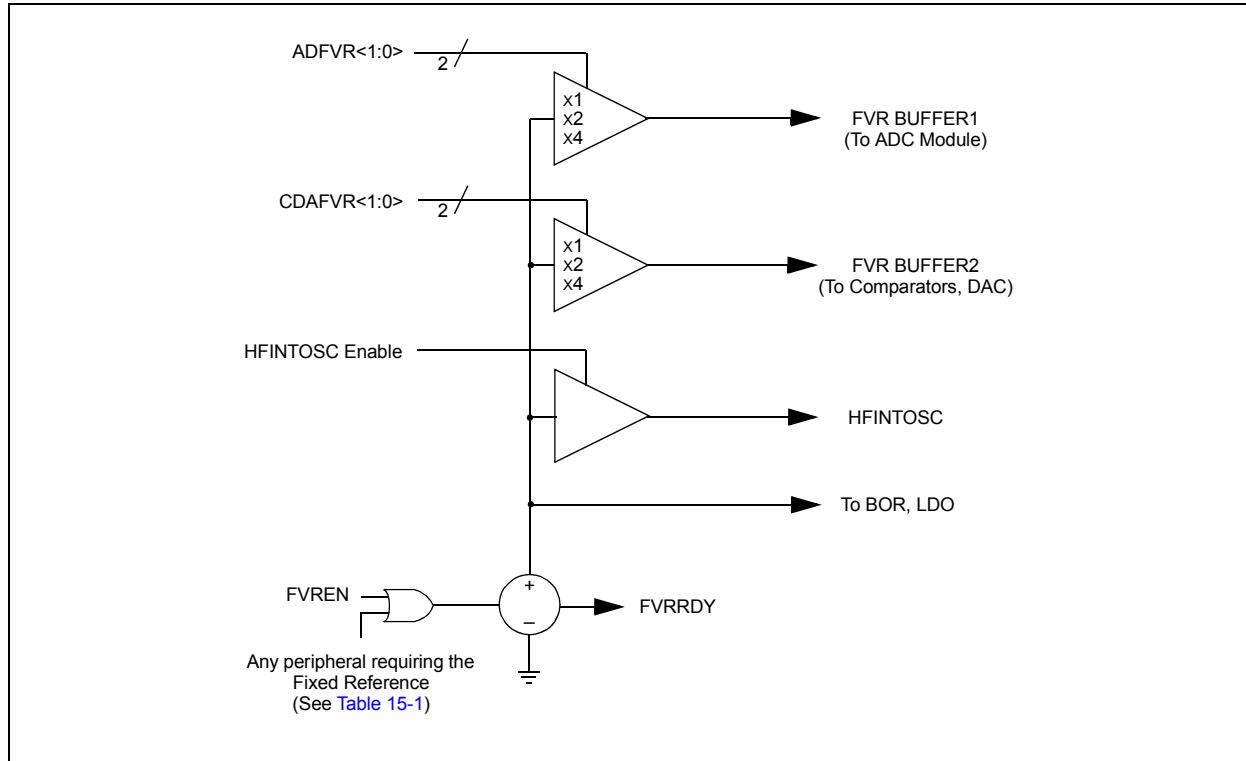 ADFVR<1:0>
2
X1
X2
X4
FVR BUFFER1
(To ADC Module)
CDAFVR<1:0>
2
X1
X2
X4
FVR BUFFER2
(To Comparators, DAC)
HFINTOSC Enable
HFINTOSC
To BOR, LDO
FVREN
+
–
FVRRDY
Any peripheral requiring the
Fixed Reference
(See Table 15-1)